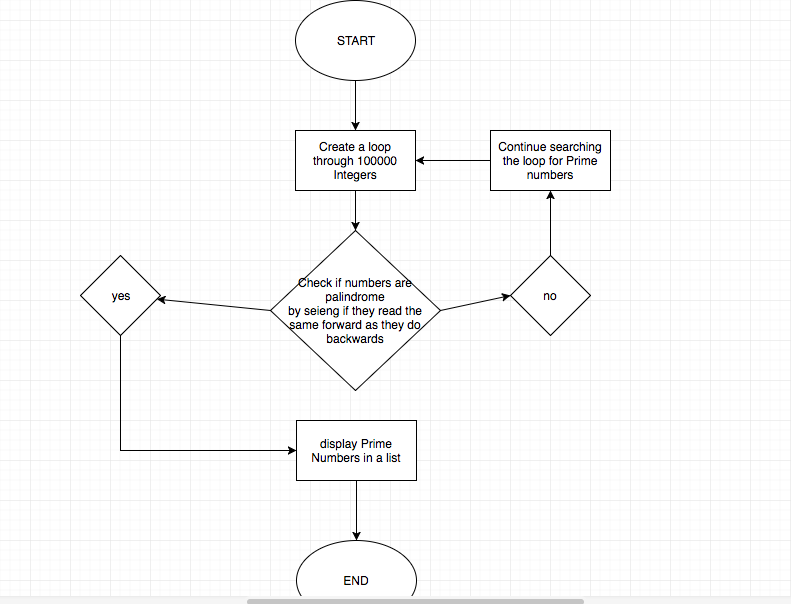 START
Create a loop
through 100000
Integers
Continue searching
the loop for Prime
numbers
Check if numbers are
palindrome
by seieng if they read the
same forward as they do
backwards
yes
no
display Prime
Numbers in a list
END